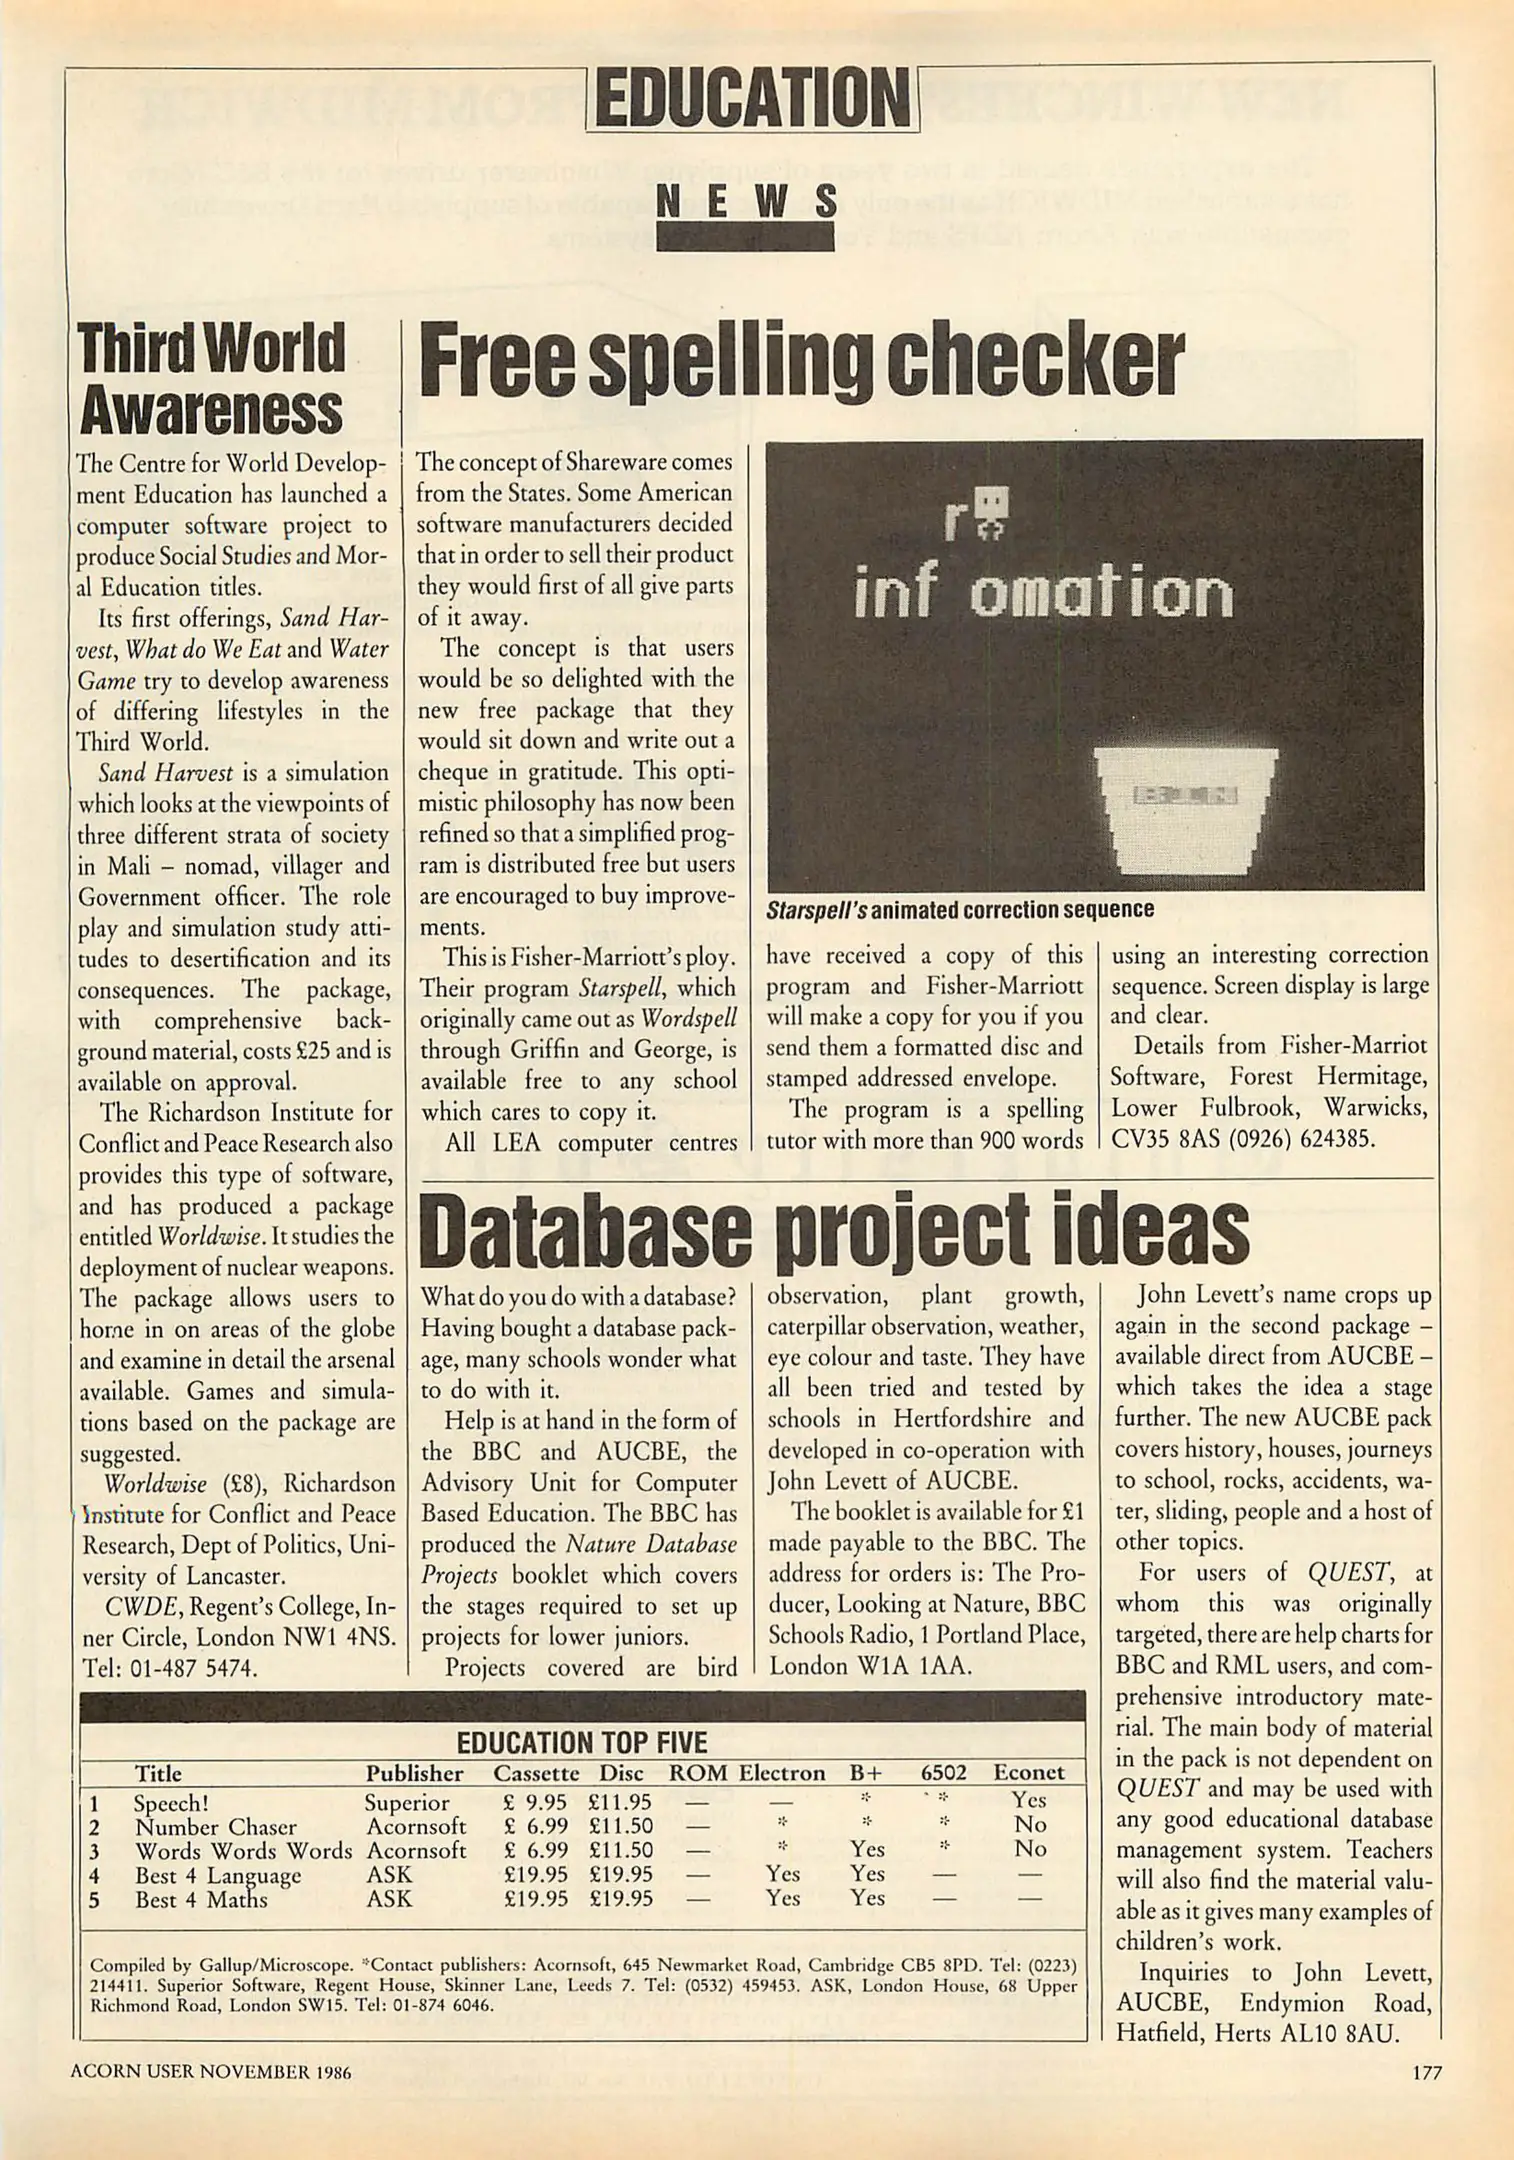 EDUCATION
NEWS
Third World
Awareness
The Centre for World Develop-
ment Education has launched a
computer software project to
produce Social Studies and Mor-
al Education titles.
Its first offerings, Sand Har-
vest, What do We Eat and Water
Game try to develop awareness
of differing lifestyles in the
Third World.
Sand Harvest is a simulation
which looks at the viewpoints of
three different strata of society
in Mali – nomad, villager and
Government officer. The role
play and simulation study atti-
tudes to desertification and its
consequences. The package,
with comprehensive back-
ground material, costs £25 and is
available on approval.
The Richardson Institute for
Conflict and Peace Research also
provides this type of software,
and has produced a package
entitled Worldwise. It studies the
deployment of nuclear weapons.
The package allows users to
home in on areas of the globe
and examine in detail the arsenal
available. Games and simula-
tions based on the package are
suggested.
Worldwise (£8), Richardson
Institute for Conflict and Peace
Research, Dept of Politics, Uni-
versity of Lancaster.
CWDE, Regent's College, In-
ner Circle, London NW1 4NS.
Tel: 01-487 5474.
Free spelling checker
The concept of Shareware comes
from the States. Some American
software manufacturers decided
that in order to sell their product
they would first of all give parts
of it away.
The concept is that users
would be so delighted with the
new free package that they
would sit down and write out a
cheque in gratitude. This opti-
mistic philosophy has now been
refined so that a simplified prog-
ram is distributed free but users
are encouraged to buy improve-
ments.
This is Fisher-Marriott's ploy.
Their program Starspell, which
originally came out as Wordspell
through Griffin and George, is
available free to any school
which cares to copy it.
All LEA computer centres
r
inf omation
BIN
Starspell's animated correction sequence
have received a copy of this
program and Fisher-Marriott
will make a copy for you if you
send them a formatted disc and
stamped addressed envelope.
The program is a spelling
tutor with more than 900 words
using an interesting correction
sequence. Screen display is large
and clear.
Details from Fisher-Marriot
Software, Forest Hermitage,
Lower Fulbrook, Warwicks,
CV35 8AS (0926) 624385.
Database project ideas
What do you do with a database?
Having bought a database pack-
age, many schools wonder what
to do with it.
Help is at hand in the form of
the BBC and AUCBE, the
Advisory Unit for Computer
Based Education. The BBC has
produced the Nature Database
Projects booklet which covers
the stages required to set up
projects for lower juniors.
Projects covered are bird
observation, plant growth,
caterpillar observation, weather,
eye colour and taste. They have
all been tried and tested by
schools in Hertfordshire and
developed in co-operation with
John Levett of AUCBE.
The booklet is available for £1
made payable to the BBC. The
address for orders is: The Pro-
ducer, Looking at Nature, BBC
Schools Radio, 1 Portland Place,
London W1A 1AA.
John Levett's name crops up
again in the second package –
available direct from AUCBE –
which takes the idea a stage
further. The new AUCBE pack
covers history, houses, journeys
to school, rocks, accidents, wa-
ter, sliding, people and a host of
other topics.
For users of QUEST, at
whom this was originally
targeted, there are help charts for
BBC and RML users, and com-
prehensive introductory mate-
rial. The main body of material
in the pack is not dependent on
QUEST and may be used with
any good educational database
management system. Teachers
will also find the material valu-
able as it gives many examples of
children's work.
Inquiries to John Levett,
AUCBE, Endymion Road,
Hatfield, Herts AL10 8AU.
EDUCATION TOP FIVE
Title Publisher Cassette Disc ROM Electron B+ 6502 Econet
1 Speech! Superior £ 9.95 £11.95 — — * * Yes
2 Number Chaser Acornsoft £ 6.99 £11.50 — * * * No
3 Words Words Words Acornsoft £ 6.99 £11.50 — * Yes * No
4 Best 4 Language ASK £19.95 £19.95 — Yes Yes — —
5 Best 4 Maths ASK £19.95 £19.95 — Yes Yes — —
Compiled by Gallup/Microscope. *Contact publishers: Acornsoft, 645 Newmarket Road, Cambridge CB5 8PD. Tel: (0223)
214411. Superior Software, Regent House, Skinner Lane, Leeds 7. Tel: (0532) 459453. ASK, London House, 68 Upper
Richmond Road, London SW15. Tel: 01-874 6046.
ACORN USER NOVEMBER 1986
177